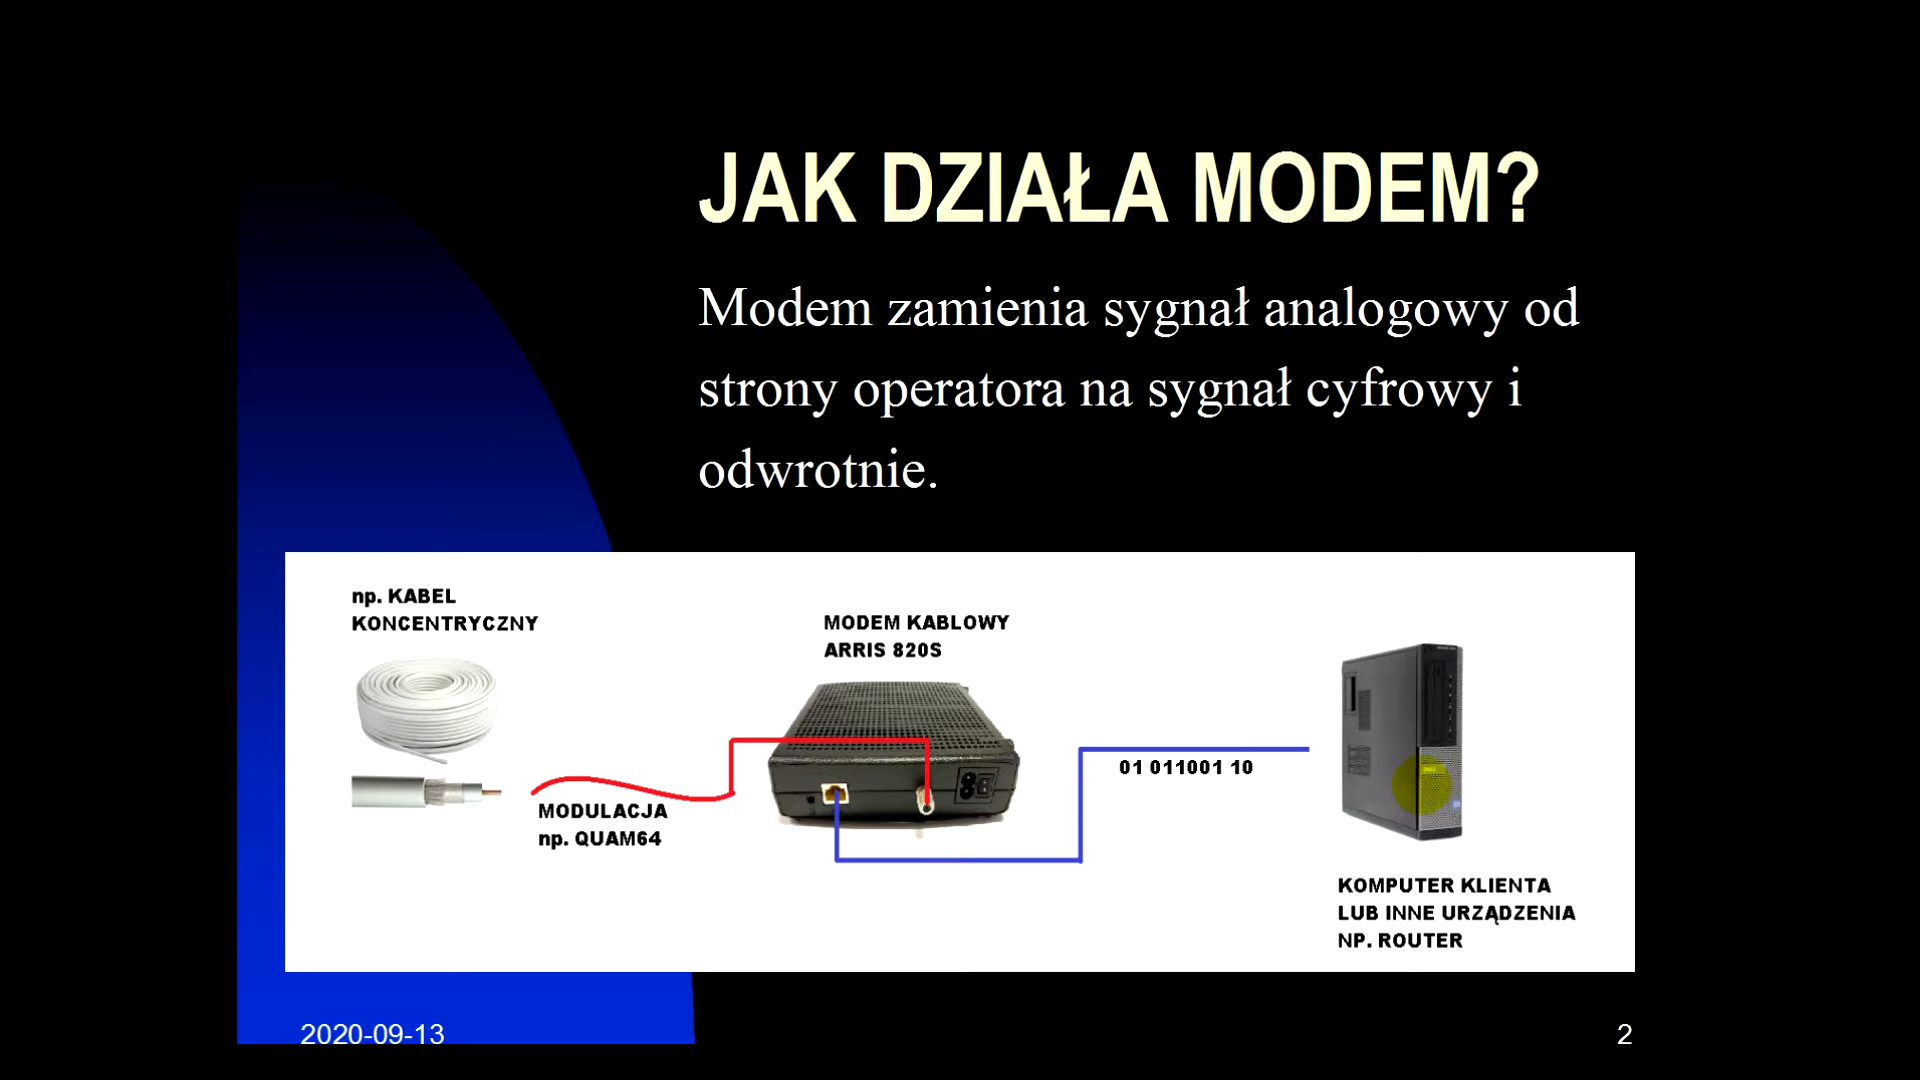 JAK DZIAŁA MODEM?
Modem zamienia sygnał analogowy od
strony operatora na sygnał cyfrowy i
odwrotnie.
np. KABEL
KONCENTRYCZNY
MODULACJA
np. QUAM64
MODEM KABLOWY
ARRIS 820S
01 011001 10
KOMPUTER KLIENTA
LUB INNE URZĄDZENIA
NP. ROUTER
2020-09-13
2